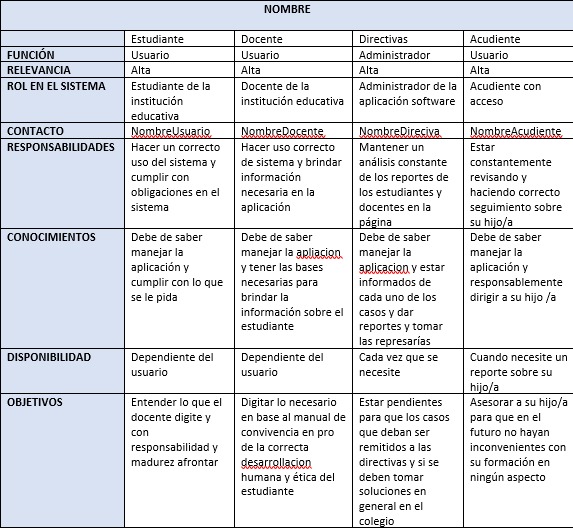 NOMBRE
Estudiante Docente Directivas Acudiente
FUNCIÓN Usuario Usuario Administrador Usuario
RELEVANCIA Alta Alta Alta Alta
ROL EN EL SISTEMA Estudiante de la Docente de la Administrador de la Acudiente con
institución institución educativa aplicación software acceso
educativa
CONTACTO NombreUsuario NombreDocente NombreDireciva NombreAcudiente
RESPONSABILIDADES Hacer un correcto Hacer uso correcto Mantener un Estar
uso del sistema y de sistema y brindar análisis constante constantemente
cumplir con información de los reportes de revisando y
obligaciones en el necesaria en la los estudiantes y haciendo correcto
sistema aplicación docentes en la seguimiento sobre
página su hijo/a
CONOCIMIENTOS Debe de saber Debe de saber Debe de saber Debe de saber
manejar la manejar la apliacion manejar la manejar la
aplicación y y tener las bases aplicacion y estar aplicación y
cumplir con lo que necesarias para informados de responsablemente
se le pida brindar la cada uno de los dirigir a su hijo /a
información sobre el casos y dar
estudiante reportes y tomar
las represarías
DISPONIBILIDAD Dependiente del Dependiente del Cada vez que se Cuando necesite un
usuario usuario necesite reporte sobre su
hijo/a
OBJETIVOS Entender lo que el Digitar lo necesario Estar pendientes Asesorar a su hijo/a
docente digite y en base al manual de para que los casos para que en el
con convivencia en pro que deban ser futuro no hayan
responsabilidad y de la correcta remitidos a las inconvenientes con
madurez afrontar desarrollacion directivas y si se su formación en
humana y ética del deben tomar ningún aspecto
estudiante soluciones en
general en el
colegio